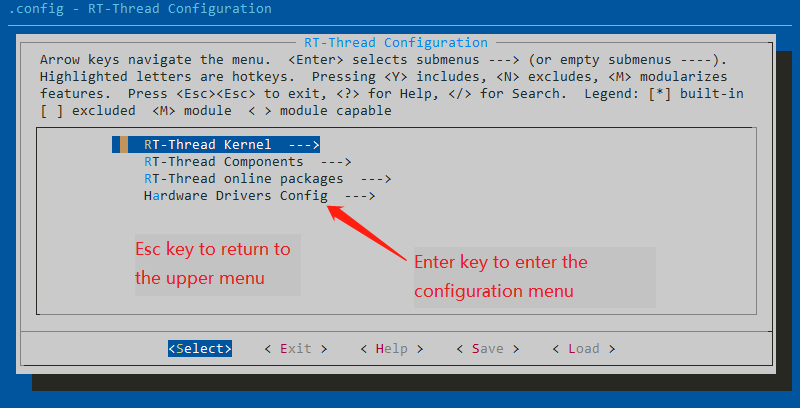 .config - RT-Thread Configuration
RT-Thread Configuration
Arrow keys navigate the menu.  <Enter> selects submenus ---> (or empty submenus ----).
Highlighted letters are hotkeys.  Pressing <Y> includes, <N> excludes, <M> modularizes
features.  Press <Esc><Esc> to exit, <?> for Help, </> for Search.  Legend: [*] built-in
[ ] excluded  <M> module  < > module capable
RT-Thread Kernel  --->
RT-Thread Components  --->
RT-Thread online packages  --->
Hardware Drivers Config  --->
Esc key to return to
the upper menu
Enter key to enter the
configuration menu
<Select>    < Exit >    < Help >    < Save >    < Load >